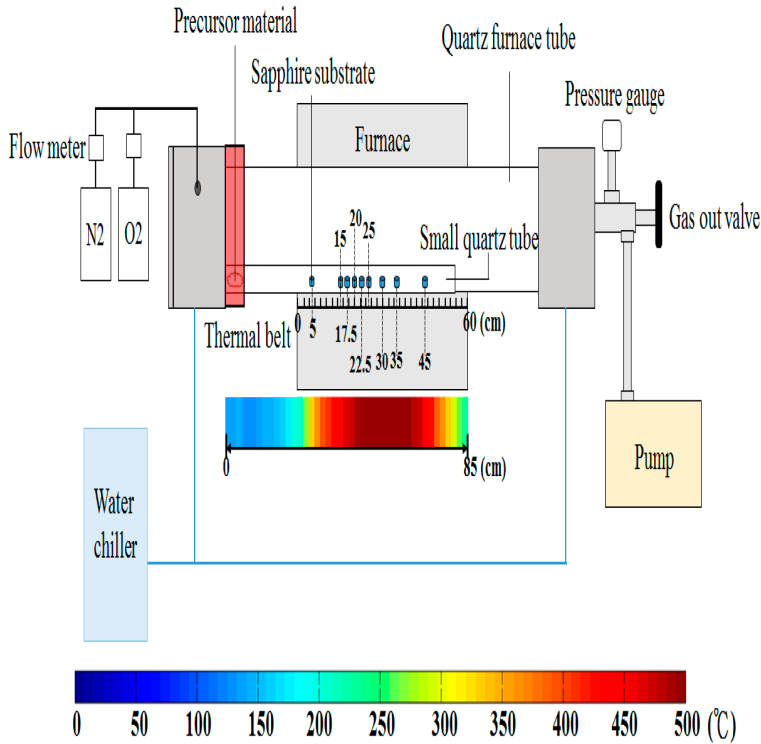 Precursor material
Quartz furnace tube
Sapphire substrate
Pressure gauge
Furnace
Flow meter
Gas out valve
N2
O2
20
15
25
Small quartz tube
0
60 (cm)
Thermal belt
5
17.5
22.5
30
35
45
0
85 (cm)
Pump
Water
chiller
0
50
100
150
200
250
300
350
400
450
500 (℃)